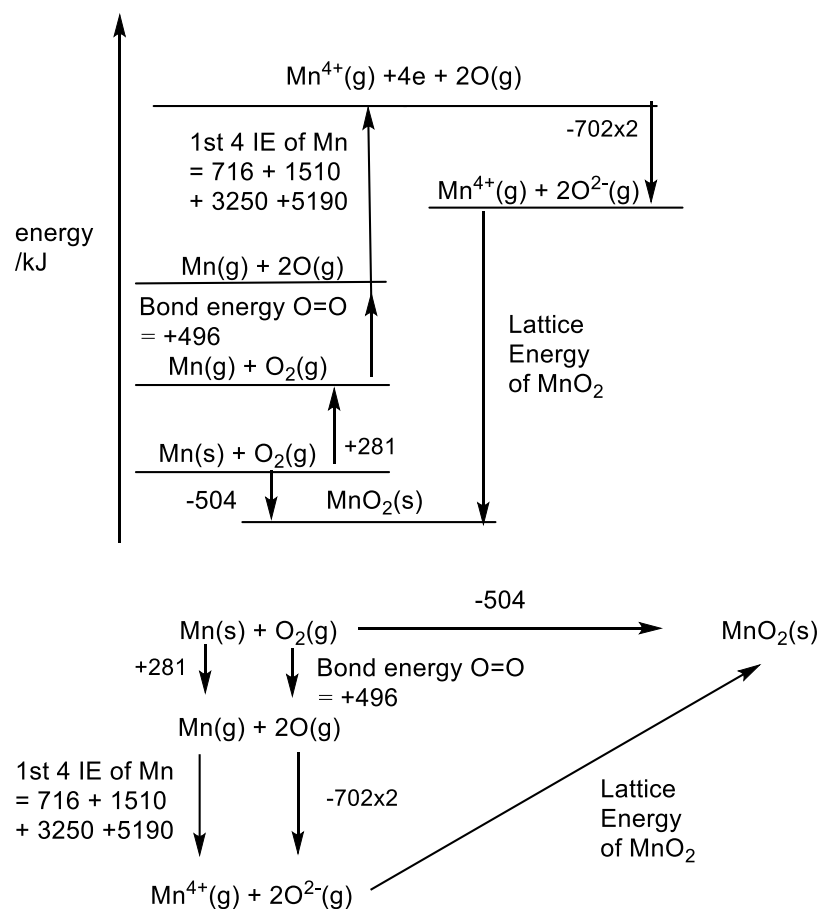 Mn⁴⁺(g) +4e + 2O(g)
-702x2
1st 4 IE of Mn
= 716 + 1510
+ 3250 +5190
Mn⁴⁺(g) + 2O²⁻(g)
energy
/kJ
Mn(g) + 2O(g)
Bond energy O=O
= +496
Lattice
Energy
of MnO₂
Mn(g) + O₂(g)
+281
Mn(s) + O₂(g)
-504
MnO₂(s)
-504
Mn(s) + O₂(g)
MnO₂(s)
+281
Bond energy O=O
= +496
Mn(g) + 2O(g)
1st 4 IE of Mn
= 716 + 1510
+ 3250 +5190
-702x2
Lattice
Energy
of MnO₂
Mn⁴⁺(g) + 2O²⁻(g)